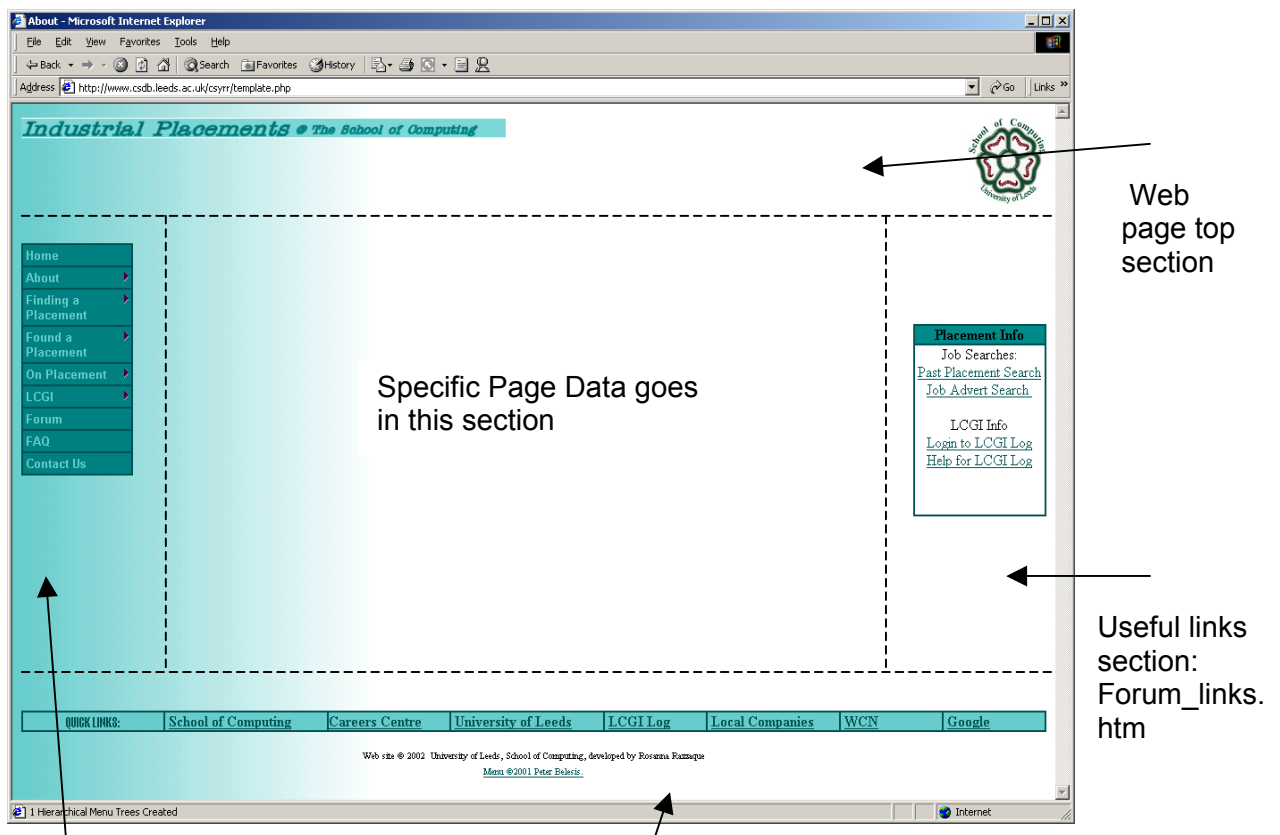 About - Microsoft Internet Explorer
File Edit View Favorites Tools Help
Back Search Favorites History
Address http://www.csdb.leeds.ac.uk/csyrr/template.php Go Links »
Industrial Placements @ The School of Computing
School of Computing
University of Leeds
Web
page top
section
Home
About
Finding a
Placement
Found a
Placement
On Placement
LCGI
Forum
FAQ
Contact Us
Specific Page Data goes
in this section
Placement Info
Job Searches:
Past Placement Search
Job Advert Search
LCGI Info
Login to LCGI Log
Help for LCGI Log
Useful links
section:
Forum_links.
htm
QUICK LINKS: School of Computing Careers Centre University of Leeds LCGI Log Local Companies WCN Google
Web site © 2002 University of Leeds, School of Computing, developed by Rosanna Razzaque
Menu ©2001 Peter Belesis.
1 Hierarchical Menu Trees Created Internet